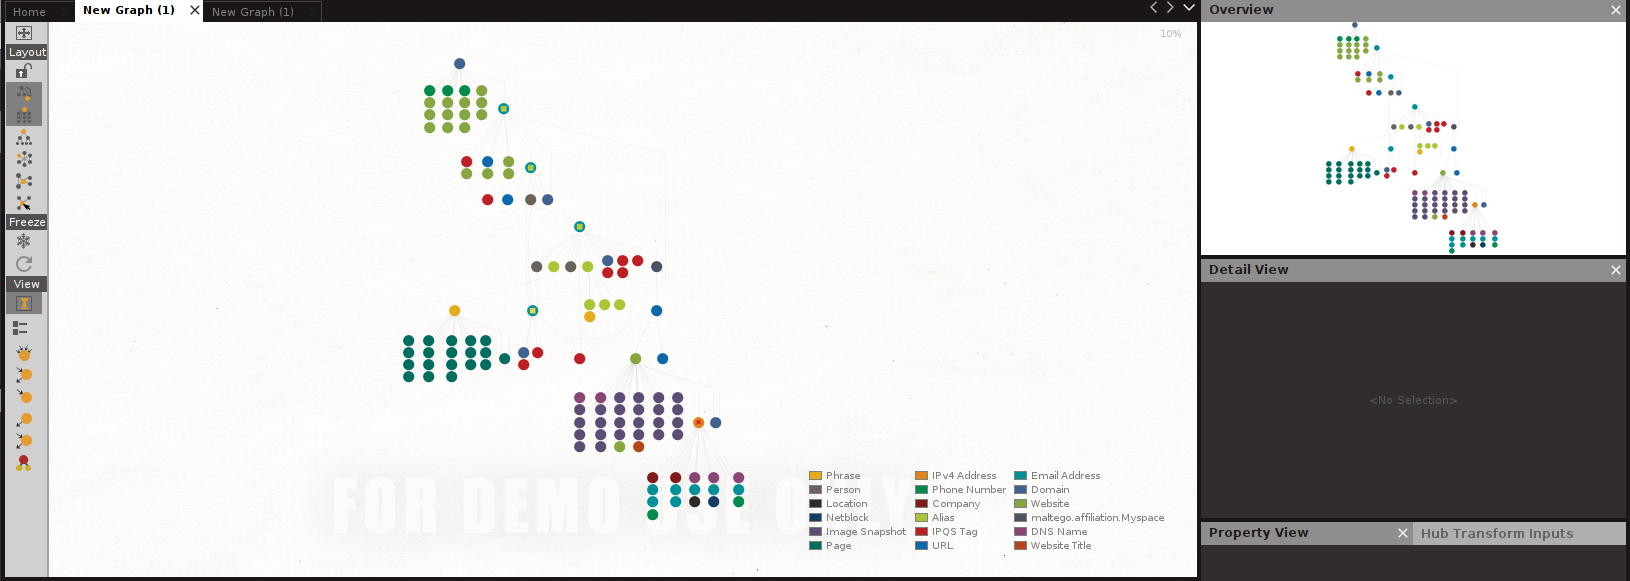 Home
New Graph (1)
New Graph (1)
Overview
Layout
10%
Freeze
View
Detail View
<No Selection>
FOR DEMO USE ONLY
Phrase
IPv4 Address
Email Address
Person
Phone Number
Domain
Location
Company
Website
Netblock
Alias
maltego.affiliation.Myspace
Image Snapshot
IPQS Tag
DNS Name
Page
URL
Website Title
Property View
Hub Transform Inputs